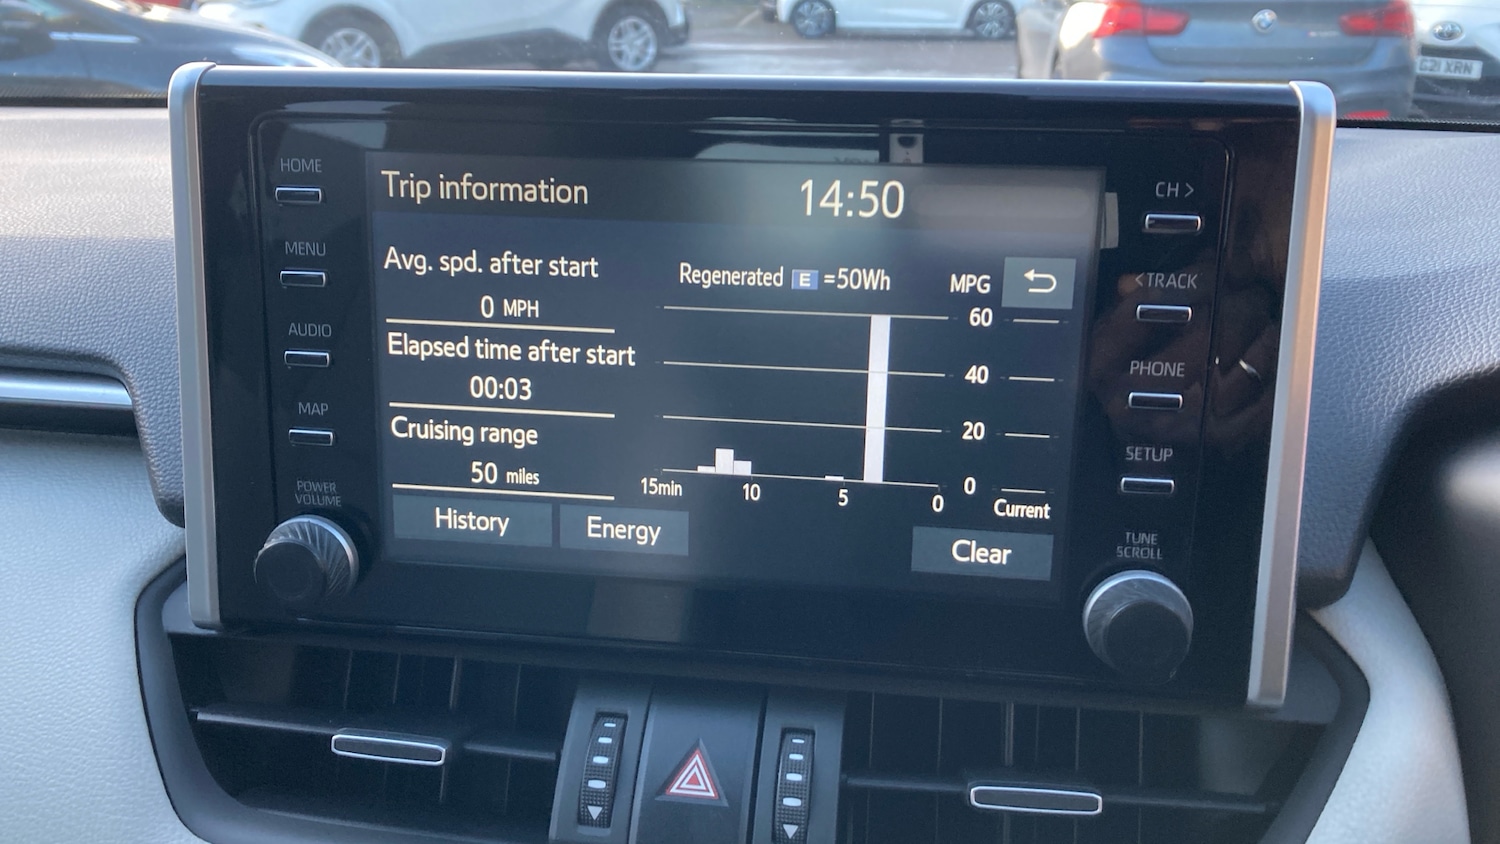 G21 XRN
HOME
MENU
AUDIO
MAP
POWER
VOLUME
Trip information
14:50
Avg. spd. after start
0 MPH
Elapsed time after start
00:03
Cruising range
50 miles
History
Energy
Regenerated E =50Wh
MPG
60
40
20
0
15min
10
5
0
Current
Clear
CH >
< TRACK
PHONE
SETUP
TUNE
SCROLL